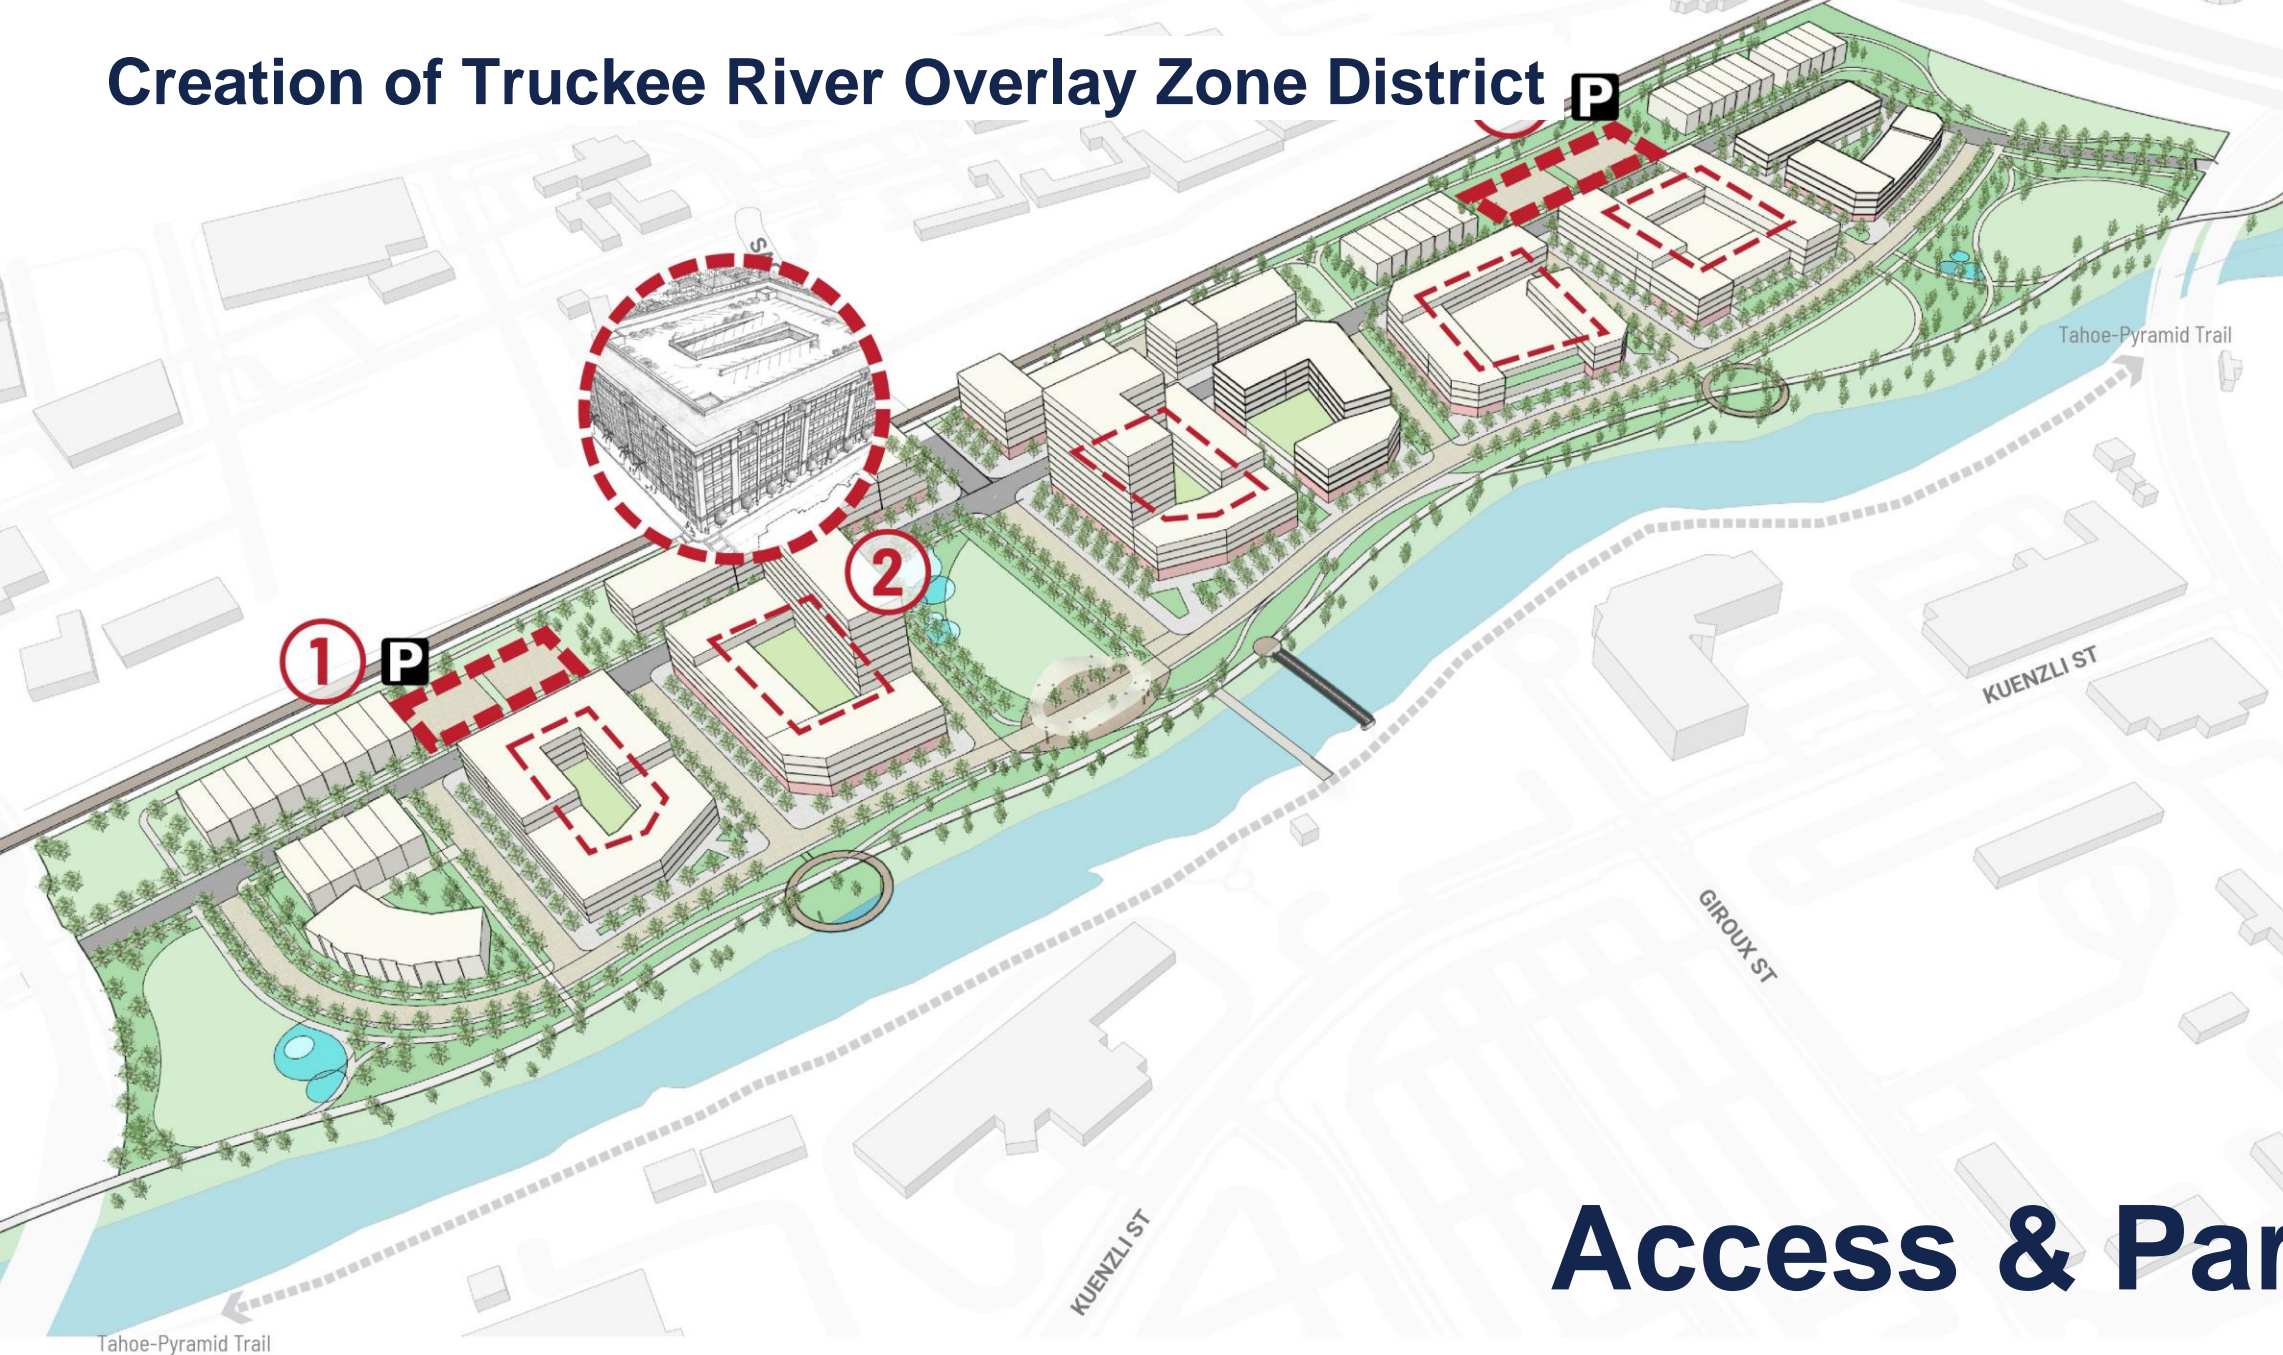 Creation of Truckee River Overlay Zone District
P
Tahoe-Pyramid Trail
2
1
P
KUENZLI ST
GIROUX ST
KUENZLI ST
Access & Par
Tahoe-Pyramid Trail